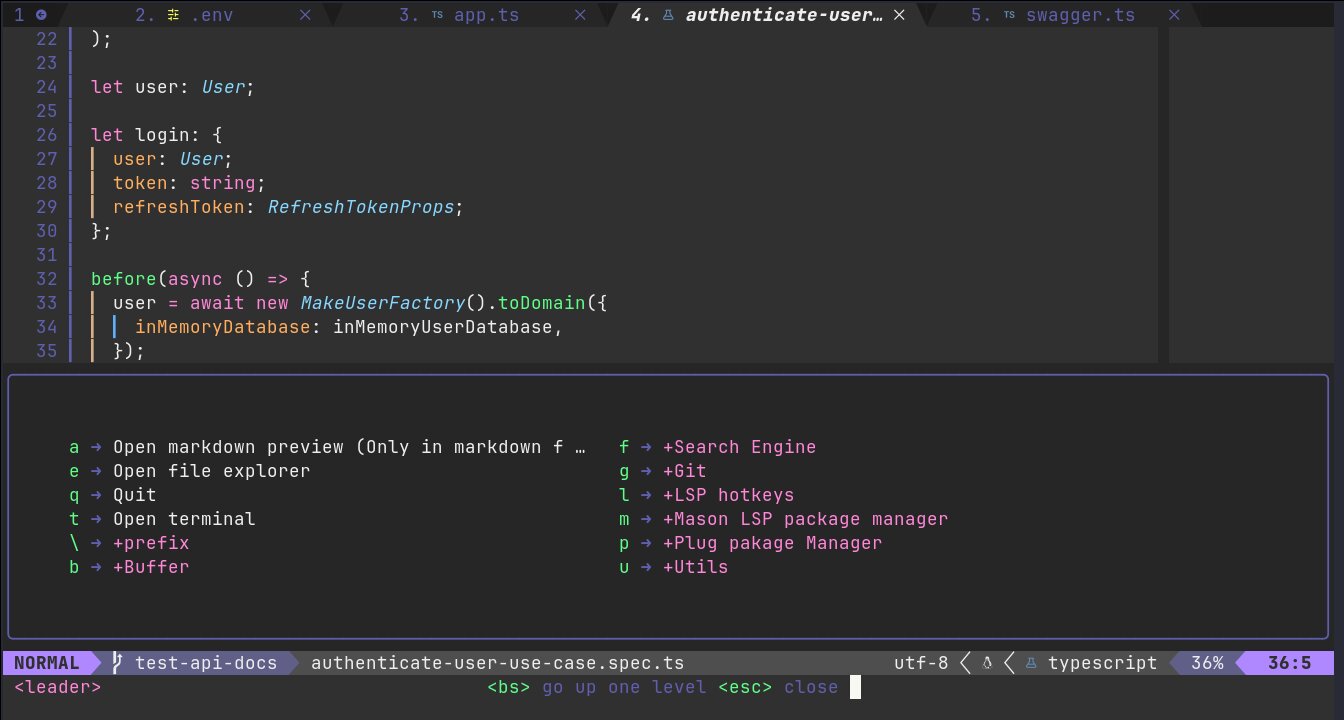 1 2. .env × 3. TS app.ts × 4. authenticate-user… × 5. TS swagger.ts ×
22 );
23
24 let user: User;
25
26 let login: {
27 user: User;
28 token: string;
29 refreshToken: RefreshTokenProps;
30 };
31
32 before(async () => {
33 user = await new MakeUserFactory().toDomain({
34 inMemoryDatabase: inMemoryUserDatabase,
35 });
a → Open markdown preview (Only in markdown f …
e → Open file explorer
q → Quit
t → Open terminal
\ → +prefix
b → +Buffer
f → +Search Engine
g → +Git
l → +LSP hotkeys
m → +Mason LSP package manager
p → +Plug pakage Manager
u → +Utils
NORMAL test-api-docs authenticate-user-use-case.spec.ts utf-8 typescript 36% 36:5
<leader> <bs> go up one level <esc> close